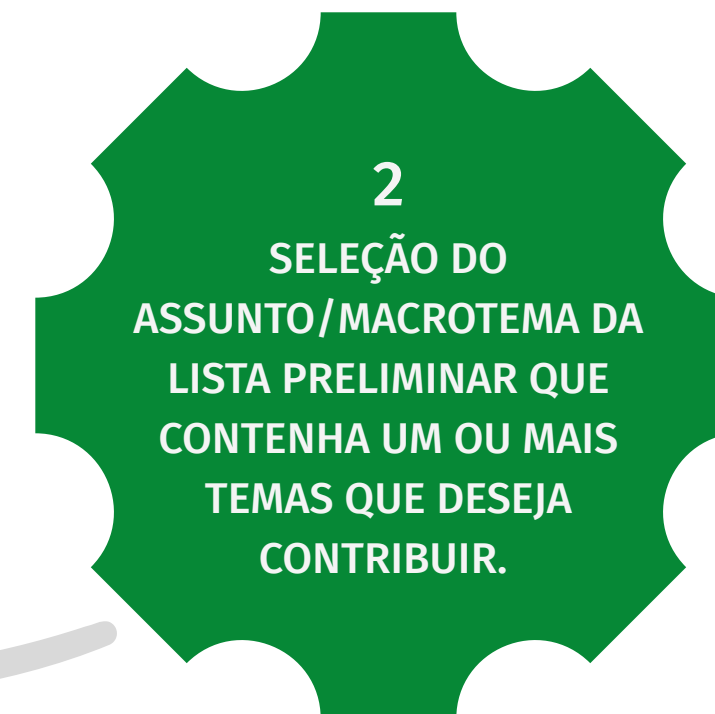 2
SELEÇÃO DO
ASSUNTO/MACROTEMA DA
LISTA PRELIMINAR QUE
CONTENHA UM OU MAIS
TEMAS QUE DESEJA
CONTRIBUIR.